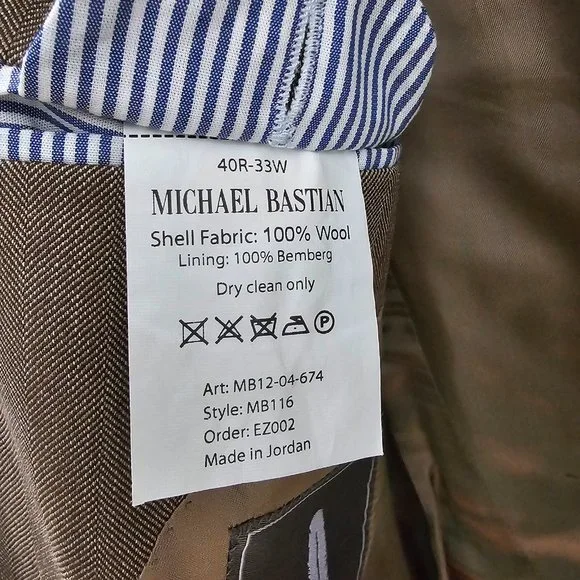 40R-33W
MICHAEL BASTIAN
Shell Fabric: 100% Wool
Lining: 100% Bemberg
Dry clean only
P
Art: MB12-04-674
Style: MB116
Order: EZ002
Made in Jordan